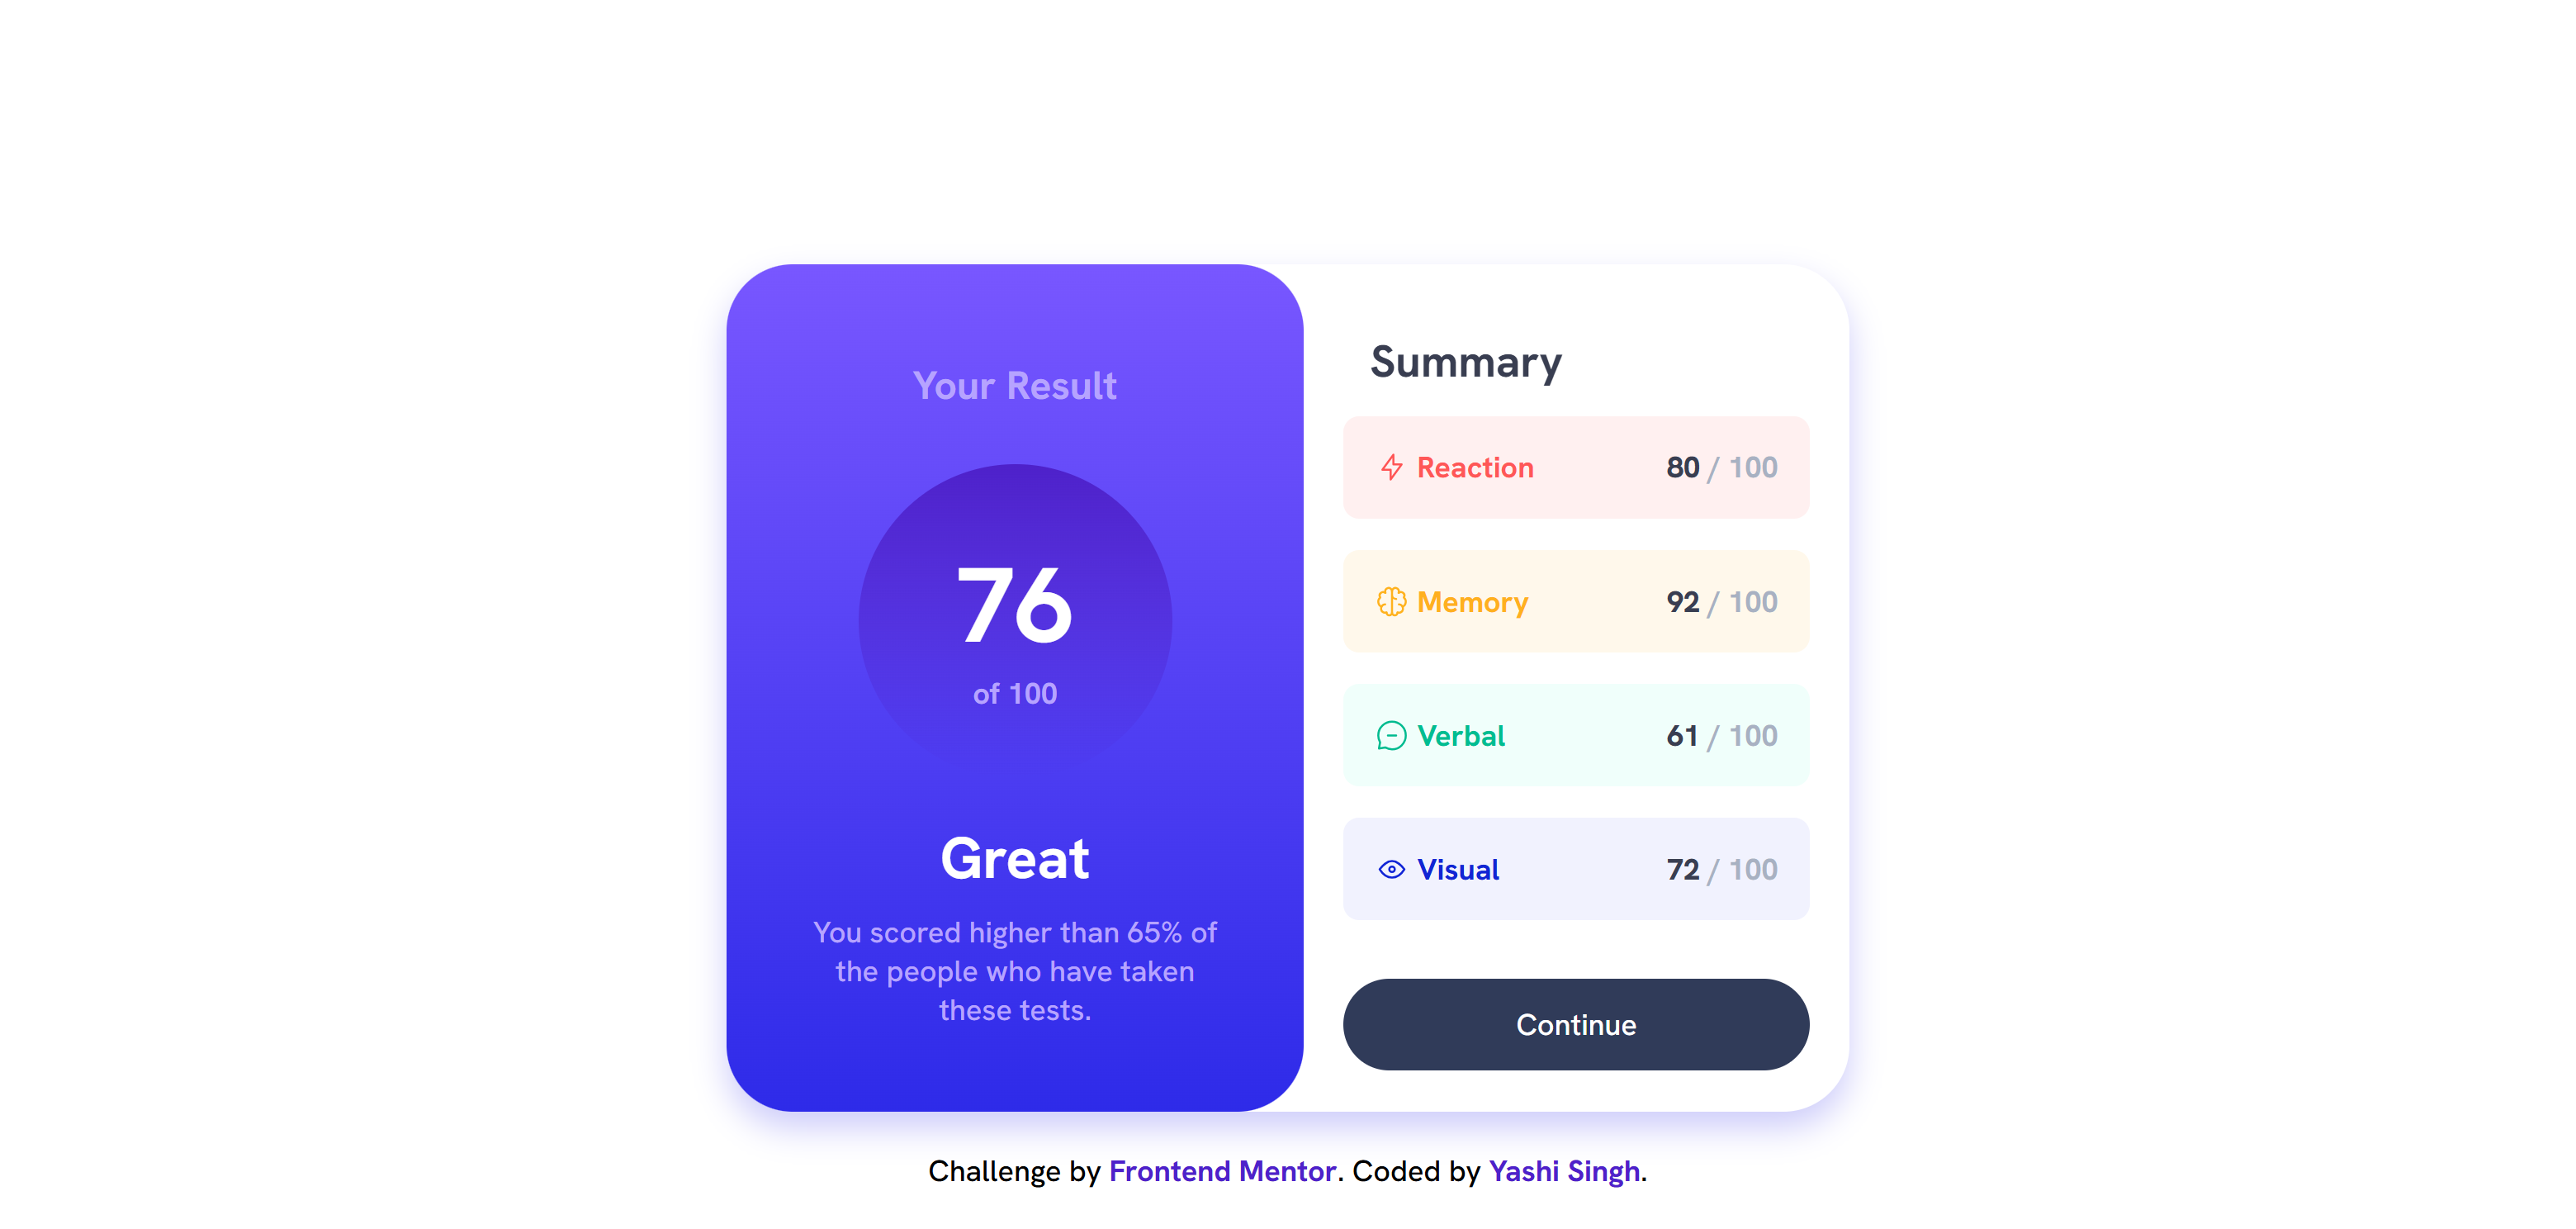 Your Result
76
of 100
Great
You scored higher than 65% of
the people who have taken
these tests.
Summary
Reaction 80 / 100
Memory 92 / 100
Verbal 61 / 100
Visual 72 / 100
Continue
Challenge by Frontend Mentor. Coded by Yashi Singh.